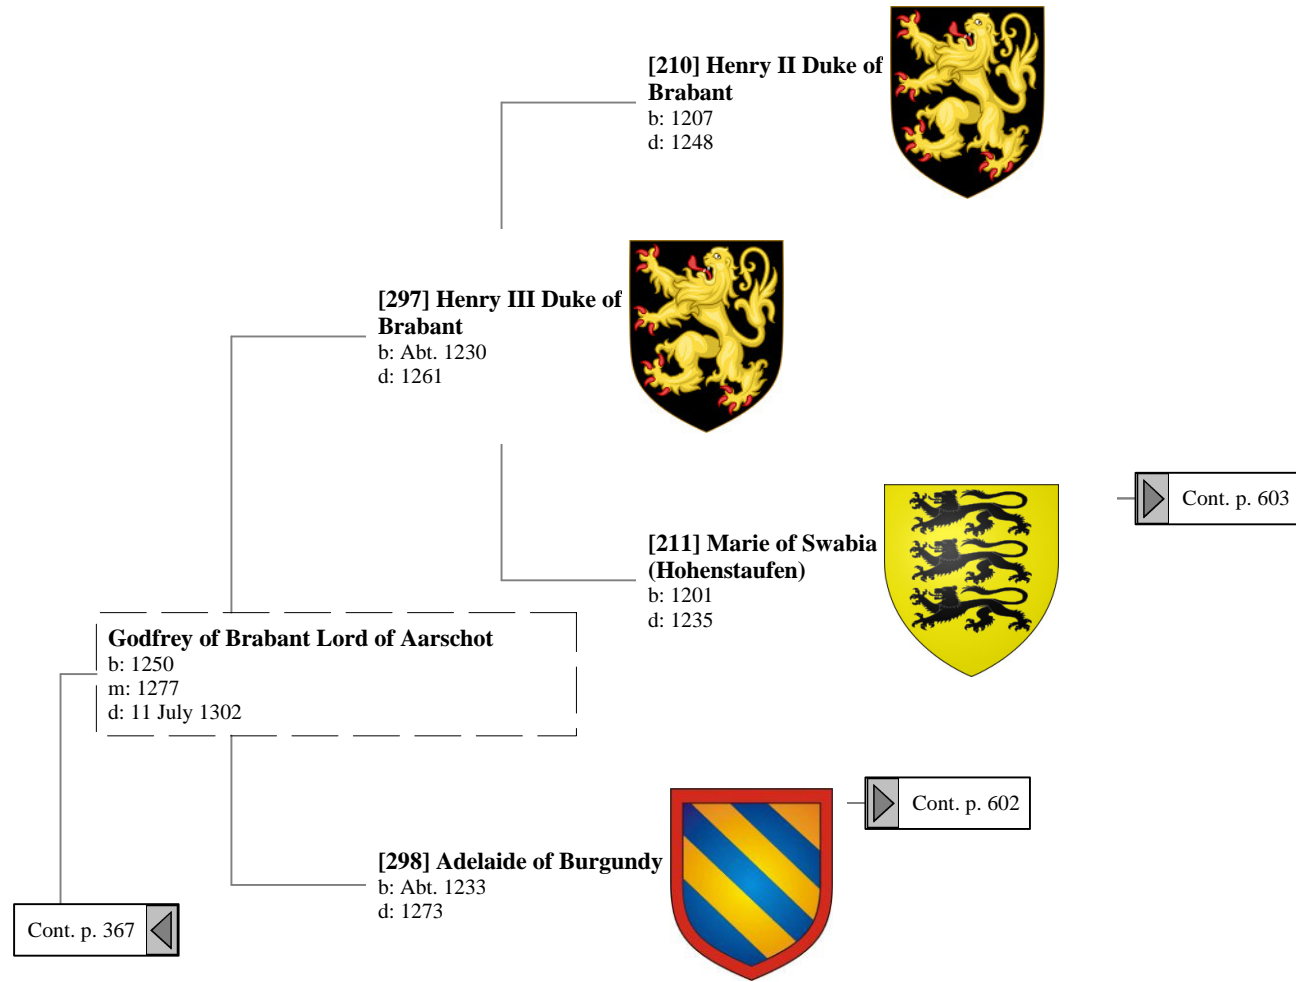 [210] Henry II Duke of
Brabant
b: 1207
d: 1248
[297] Henry III Duke of
Brabant
b: Abt. 1230
d: 1261
Cont. p. 603
[211] Marie of Swabia
(Hohenstaufen)
b: 1201
d: 1235
Godfrey of Brabant Lord of Aarschot
b: 1250
m: 1277
d: 11 July 1302
Cont. p. 602
[298] Adelaide of Burgundy
b: Abt. 1233
d: 1273
Cont. p. 367